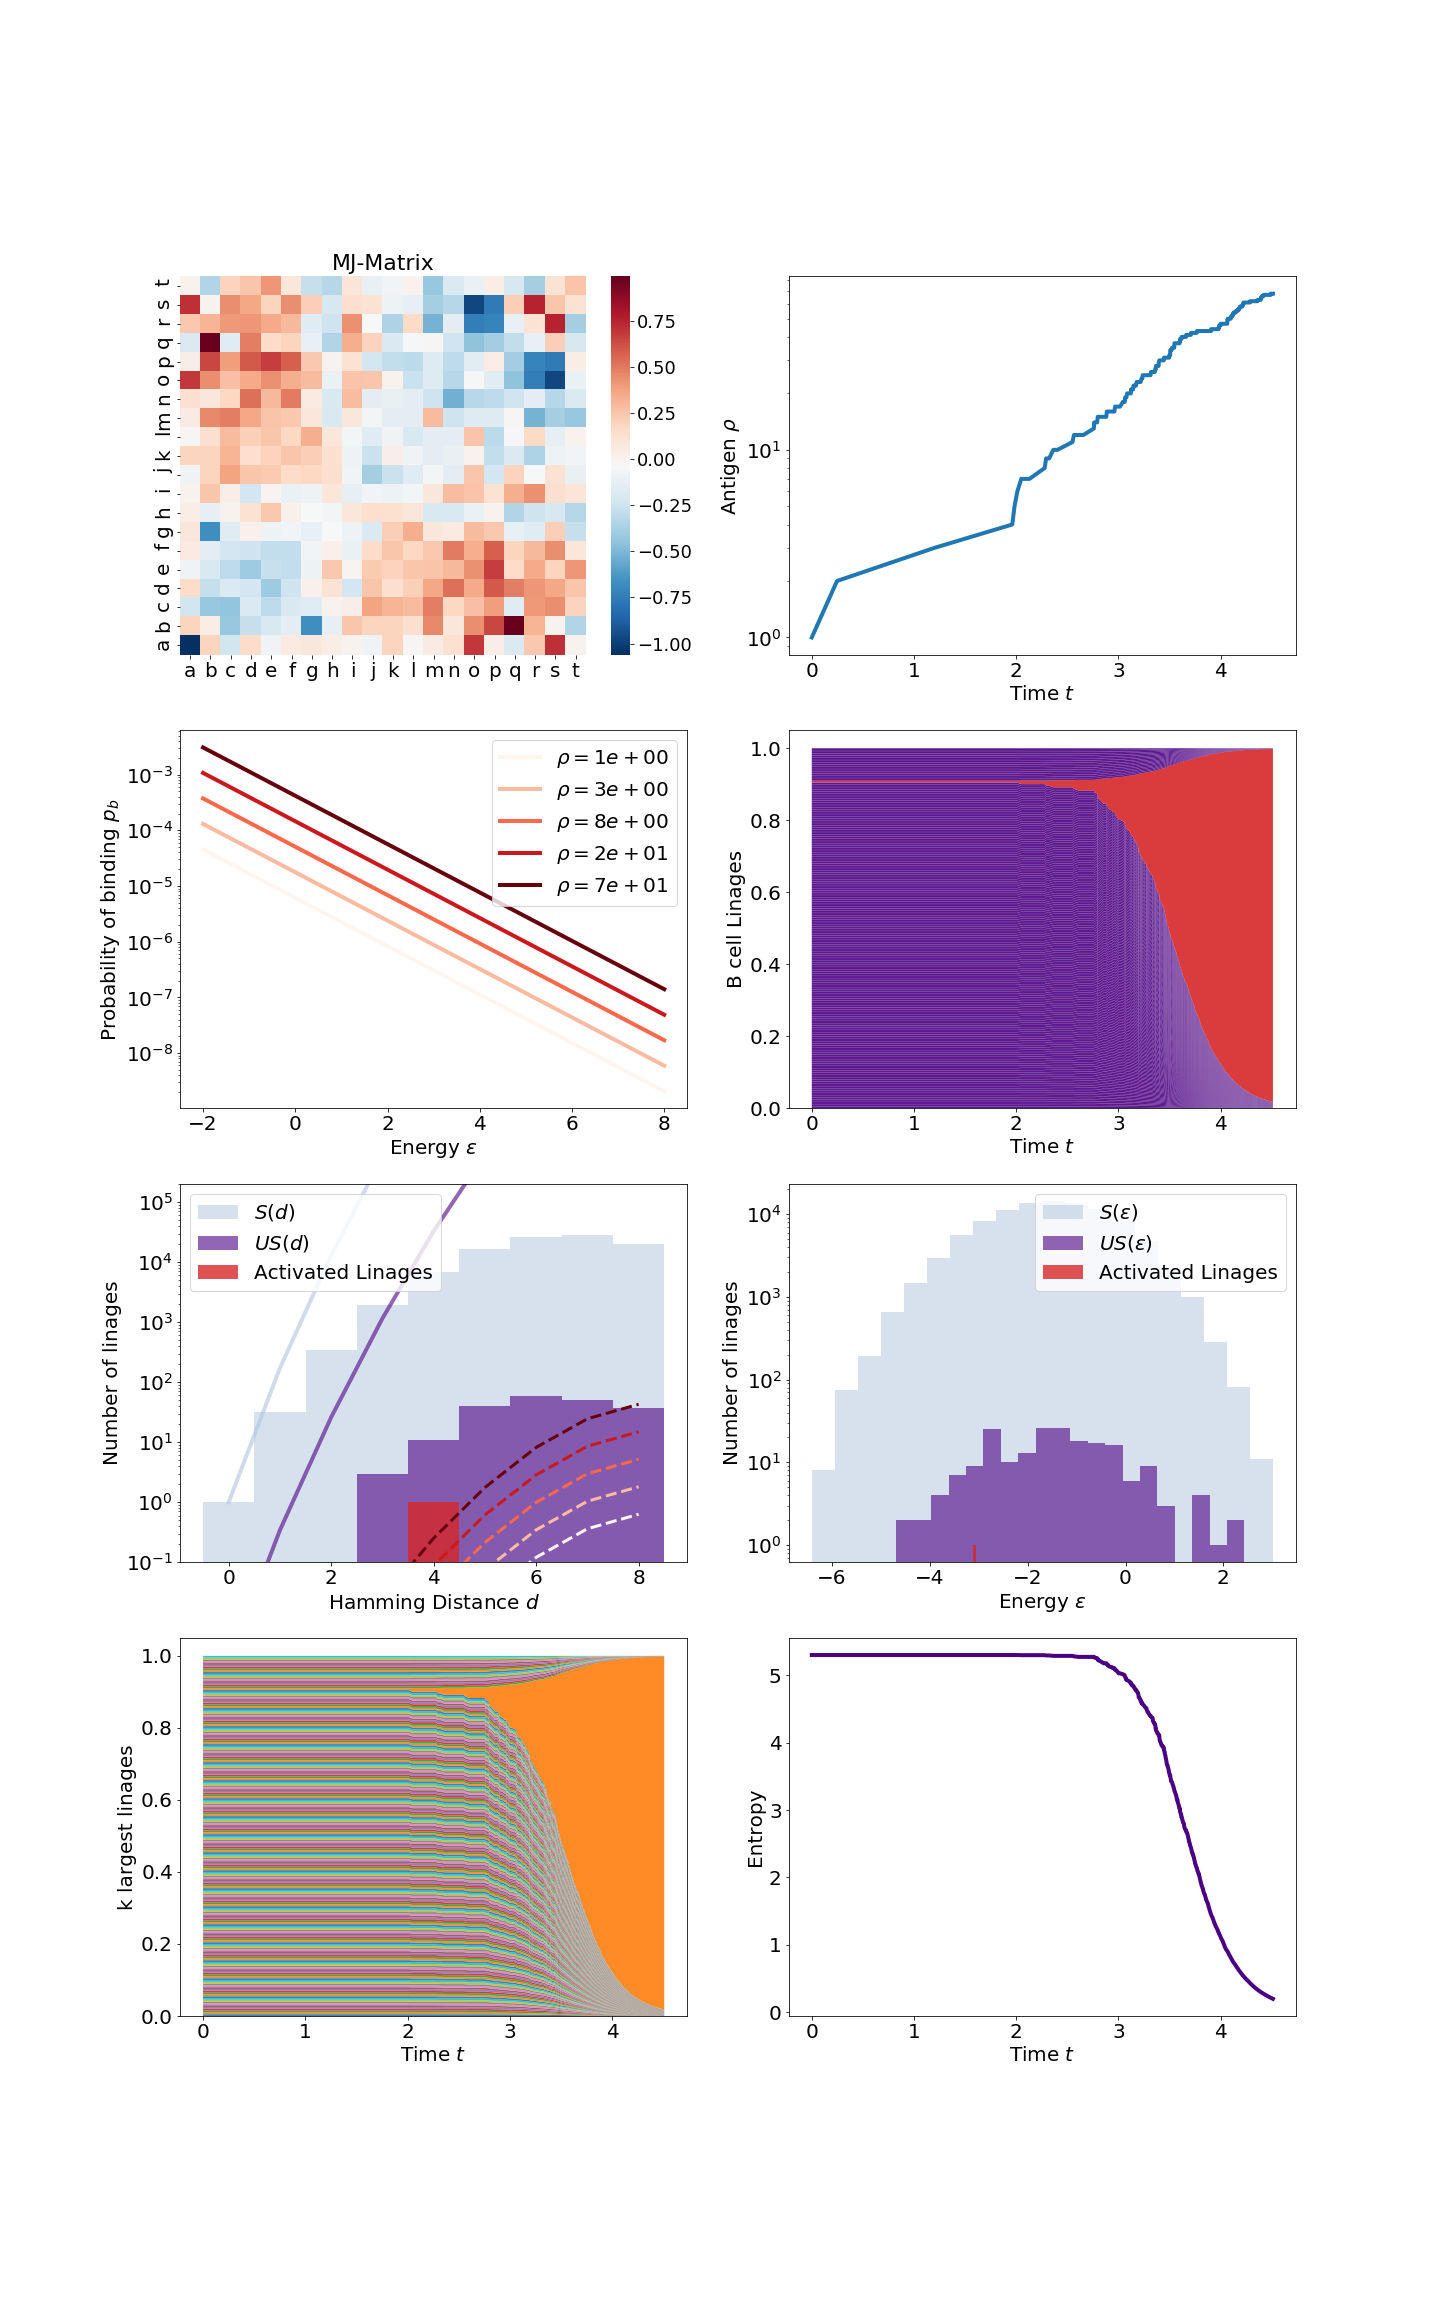 MJ-Matrix
t
s
r
q
p
o
n
m
l
k
j
i
h
g
f
e
d
c
b
a
a b c d e f g h i j k l m n o p q r s t
0.75
0.50
0.25
0.00
−0.25
−0.50
−0.75
−1.00
Antigen ρ
10¹
10⁰
0 1 2 3 4
Time t
Probability of binding p_b
10⁻³
10⁻⁴
10⁻⁵
10⁻⁶
10⁻⁷
10⁻⁸
ρ = 1e + 00
ρ = 3e + 00
ρ = 8e + 00
ρ = 2e + 01
ρ = 7e + 01
−2 0 2 4 6 8
Energy ε
B cell Linages
1.0
0.8
0.6
0.4
0.2
0.0
0 1 2 3 4
Time t
Number of linages
10⁵
10⁴
10³
10²
10¹
10⁰
10⁻¹
S(d)
US(d)
Activated Linages
0 2 4 6 8
Hamming Distance d
Number of linages
10⁴
10³
10²
10¹
10⁰
S(ε)
US(ε)
Activated Linages
−6 −4 −2 0 2
Energy ε
k largest linages
1.0
0.8
0.6
0.4
0.2
0.0
0 1 2 3 4
Time t
Entropy
5
4
3
2
1
0
0 1 2 3 4
Time t